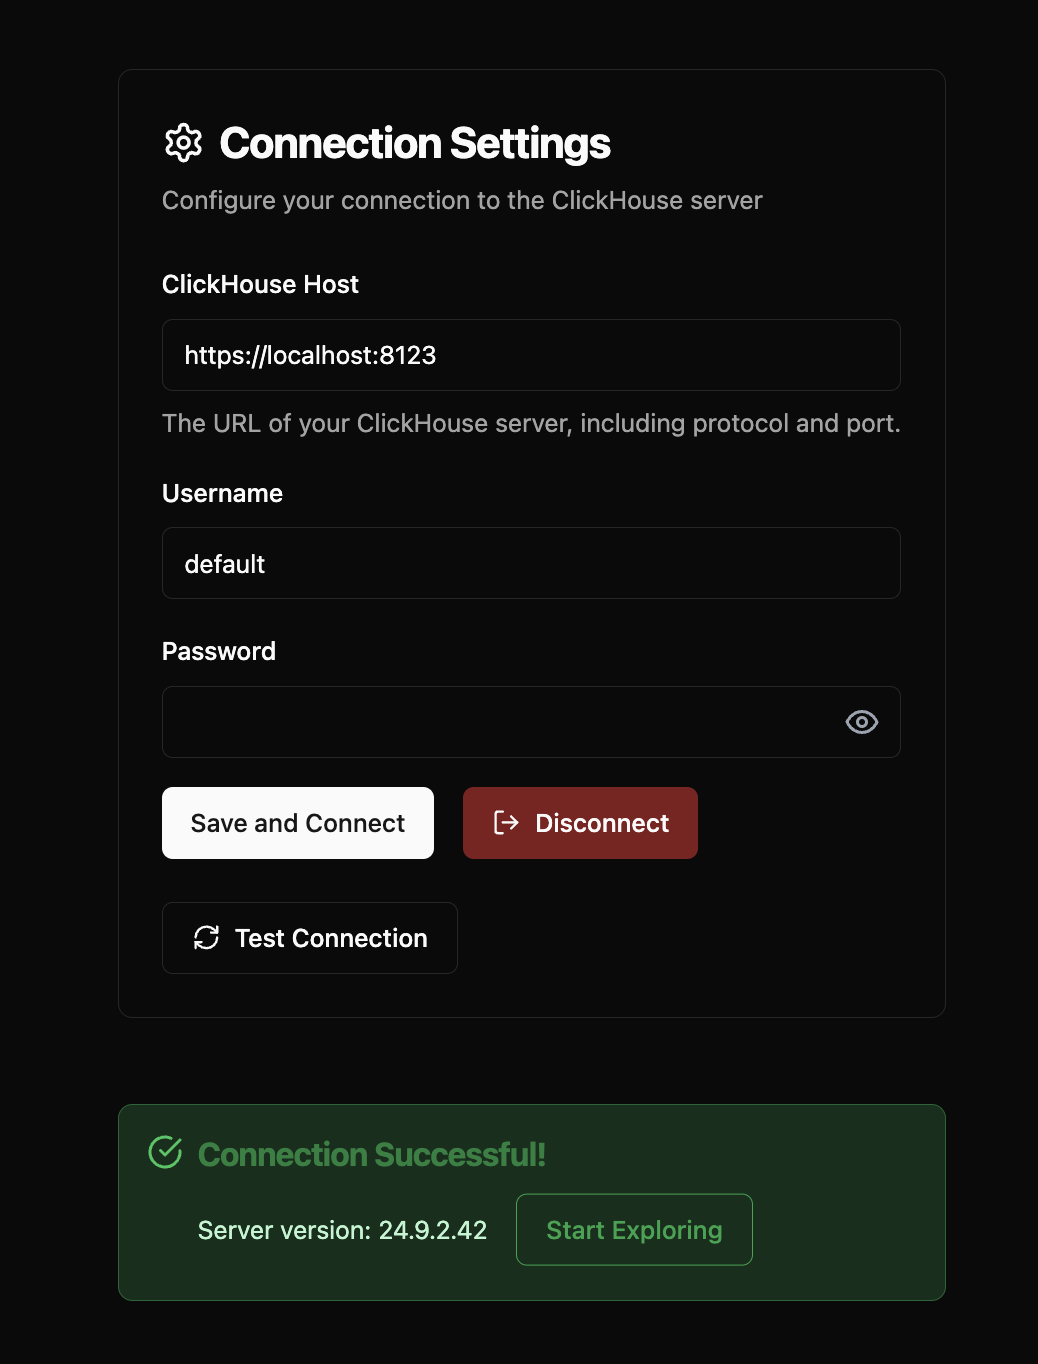 Connection Settings
Configure your connection to the ClickHouse server
ClickHouse Host
https://localhost:8123
The URL of your ClickHouse server, including protocol and port.
Username
default
Password
Save and Connect
Disconnect
Test Connection
Connection Successful!
Server version: 24.9.2.42
Start Exploring